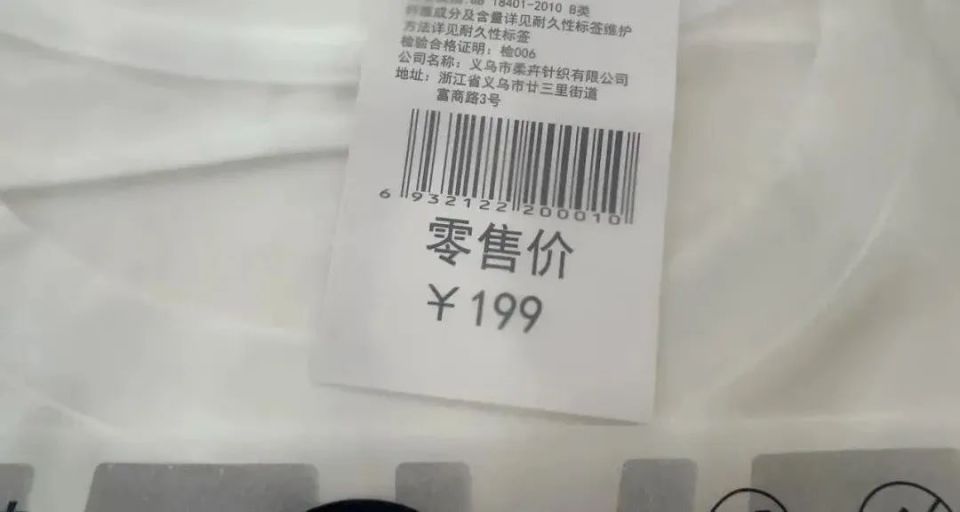 18401-2010 B类
纤维成分及含量详见耐久性标签维护
方法详见耐久性标签
检验合格证明：检006
公司名称：义乌市柔卉针织有限公司
地址：浙江省义乌市廿三里街道
富商路3号
6 932122 200010
零售价
￥199